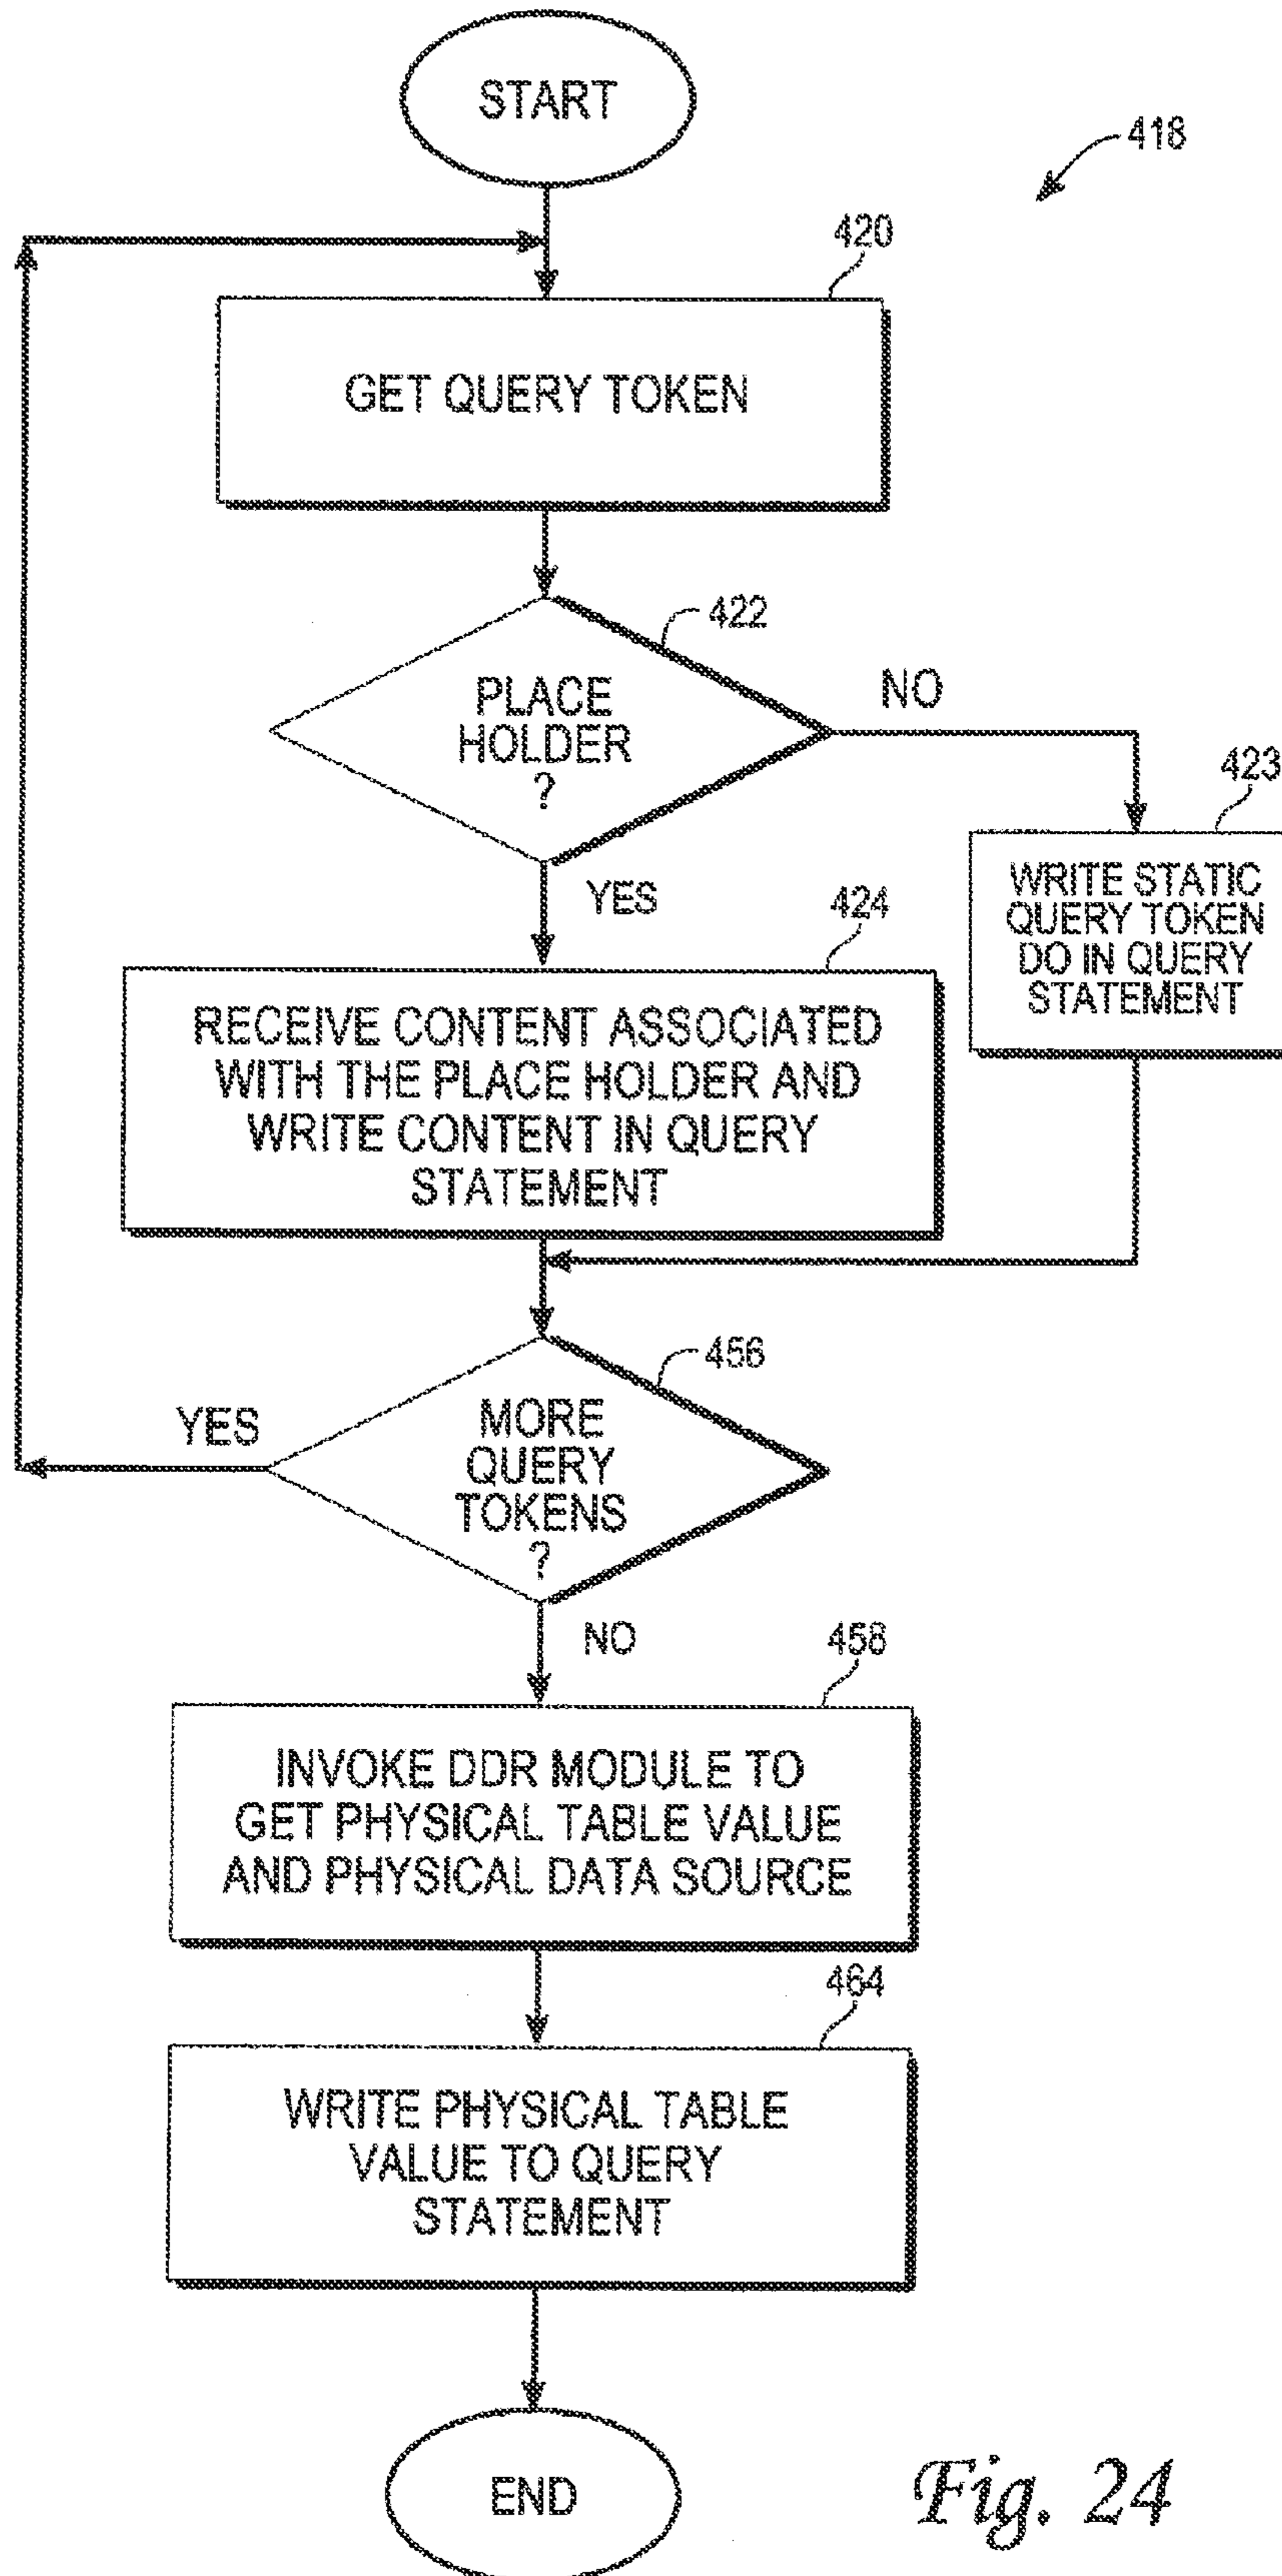 START
418
420
GET QUERY TOKEN
422
PLACE
HOLDER
?
NO
423
WRITE STATIC
QUERY TOKEN
DO IN QUERY
STATEMENT
YES
424
RECEIVE CONTENT ASSOCIATED
WITH THE PLACE HOLDER AND
WRITE CONTENT IN QUERY
STATEMENT
456
YES
MORE
QUERY
TOKENS
?
NO
458
INVOKE DDR MODULE TO
GET PHYSICAL TABLE VALUE
AND PHYSICAL DATA SOURCE
464
WRITE PHYSICAL TABLE
VALUE TO QUERY
STATEMENT
END
Fig. 24